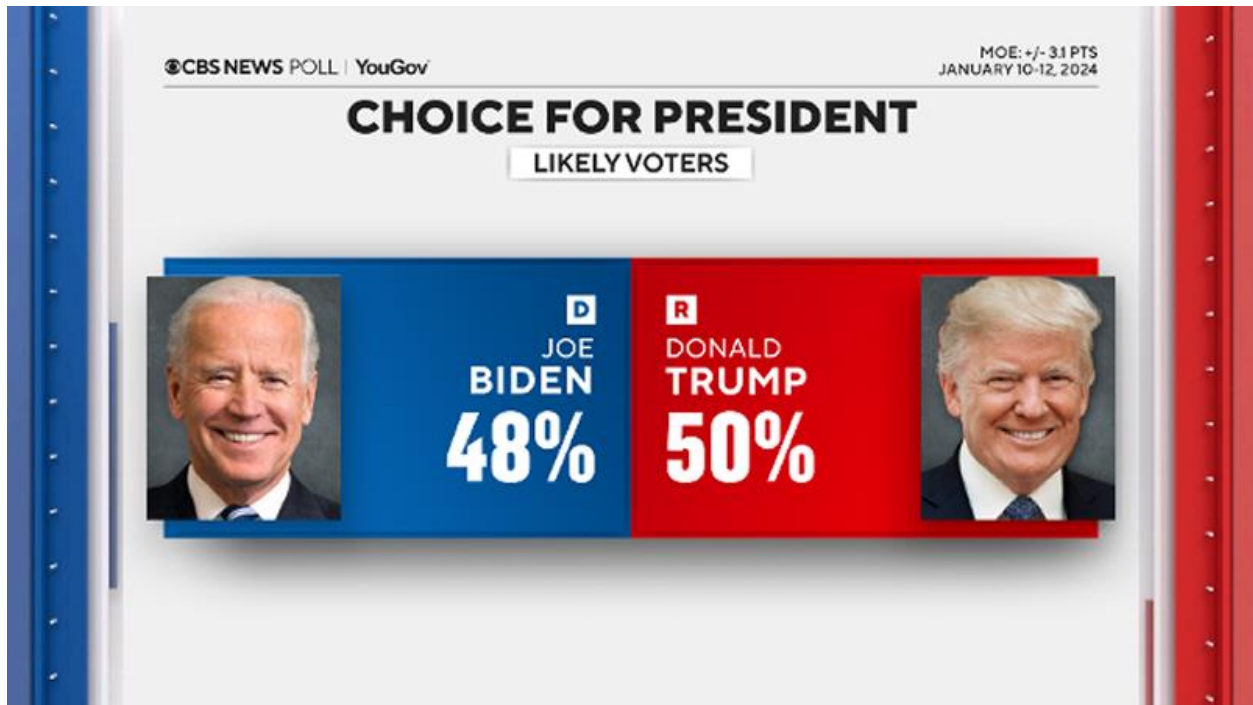 CBS NEWS POLL | YouGov
MOE: +/- 3.1 PTS
JANUARY 10-12, 2024
CHOICE FOR PRESIDENT
LIKELY VOTERS
D
JOE
BIDEN
48%
R
DONALD
TRUMP
50%